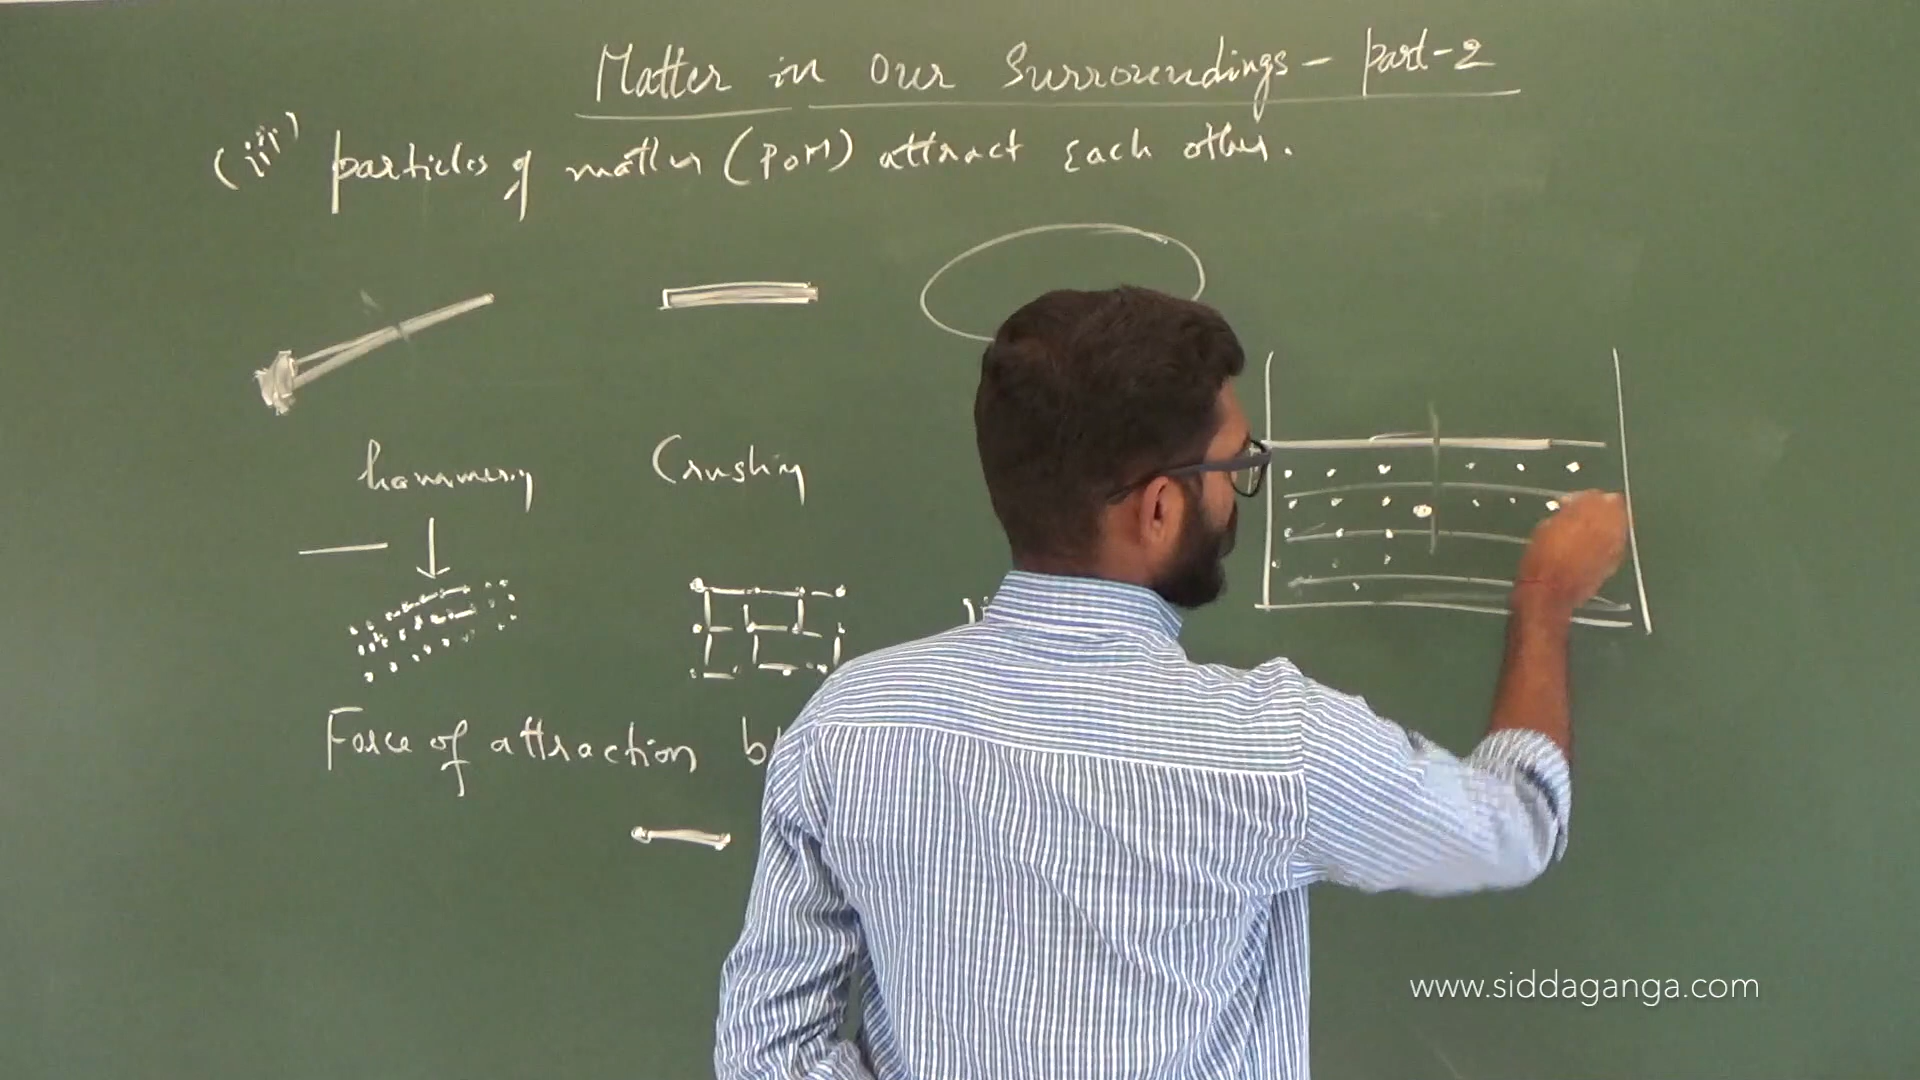 Matter in Our Surroundings - Part-2
(iii) particles of matter (POM) attract Each other.
hammering
Crushing
Force of attraction
www.siddaganga.com